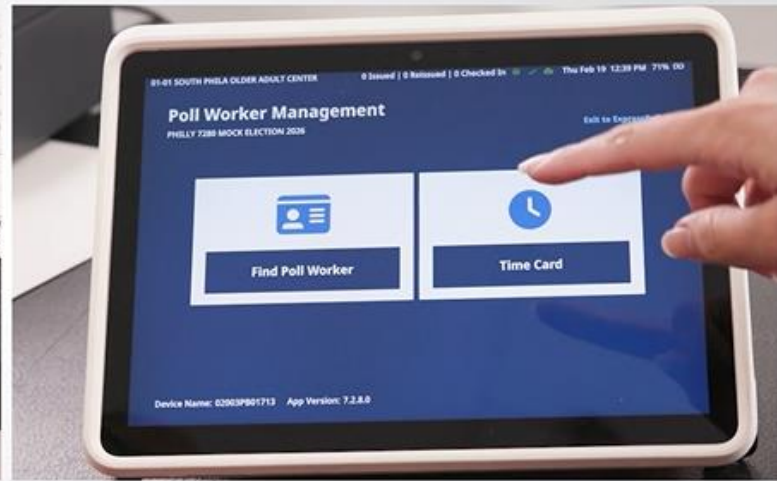 01-01 SOUTH PHILA OLDER ADULT CENTER 0 Issued | 0 Reissued | 0 Checked In Thu Feb 19 12:39 PM 71%
Poll Worker Management
PHILLY 7280 MOCK ELECTION 2026
Exit to
Find Poll Worker
Time Card
Device Name: 02003PB01713 App Version: 7.2.8.0